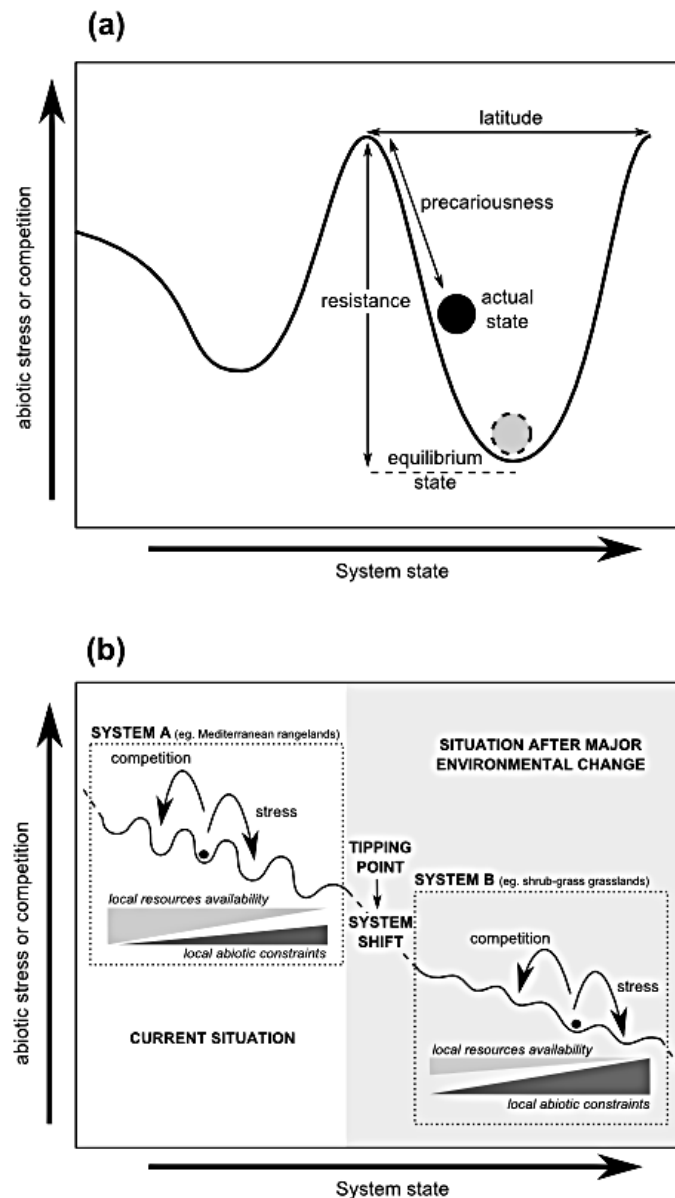 (a)
abiotic stress or competition
latitude
precariousness
resistance
actual
state
equilibrium
state
System state
(b)
abiotic stress or competition
SYSTEM A (eg. Mediterranean rangelands)
competition
stress
local resources availability
local abiotic constraints
CURRENT SITUATION
SITUATION AFTER MAJOR
ENVIRONMENTAL CHANGE
TIPPING
POINT
SYSTEM
SHIFT
SYSTEM B (eg. shrub-grass grasslands)
competition
stress
local resources availability
local abiotic constraints
System state